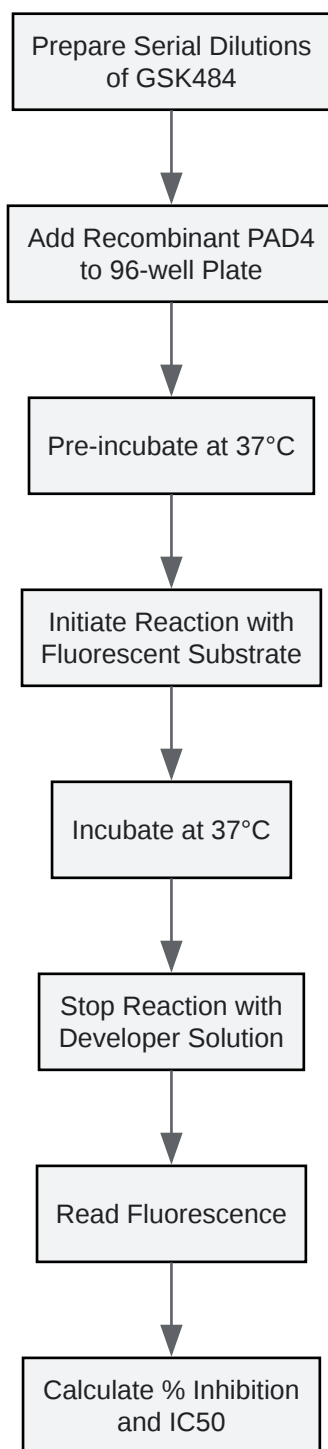 Prepare Serial Dilutions
of GSK484
Add Recombinant PAD4
to 96-well Plate
Pre-incubate at 37°C
Initiate Reaction with
Fluorescent Substrate
Incubate at 37°C
Stop Reaction with
Developer Solution
Read Fluorescence
Calculate % Inhibition
and IC50